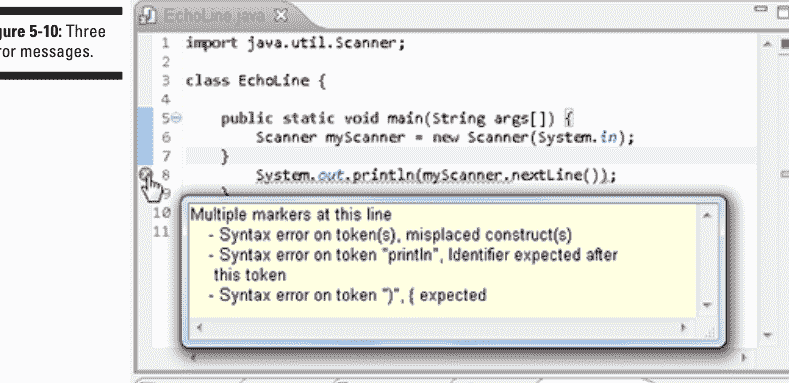 gure 5-10: Three
ror messages.
EchoLine.java
1 import java.util.Scanner;
2
3 class EchoLine {
4
5 public static void main(String args[]) {
6 Scanner myScanner = new Scanner(System.in);
7 }
8 System.out.println(myScanner.nextLine());
9 }
10
11
Multiple markers at this line
- Syntax error on token(s), misplaced construct(s)
- Syntax error on token "println", Identifier expected after
this token
- Syntax error on token ")", { expected